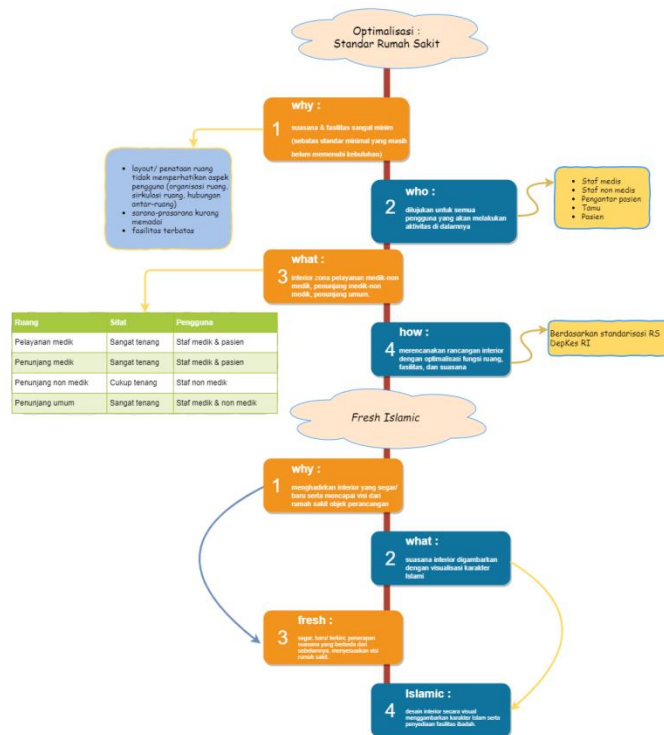 Optimalisasi :
Standar Rumah Sakit
why :
1
suasana & fasilitas sangat minim
(sebatas standar minimal yang masih
belum memenuhi kebutuhan)
layout/ penataan ruang
tidak memperhatikan aspek
pengguna (organisasi ruang,
sirkulasi ruang, hubungan
antar-ruang)
sarana-prasarana kurang
memadai
fasilitas terbatas
who :
2
ditujukan untuk semua
pengguna yang akan melakukan
aktivitas di dalamnya
Staf medis
Staf non medis
Pengantar pasien
Tamu
Pasien
what :
3
interior zona pelayanan medik non
medik, penunjang medik-non
medik, penunjang umum.
Ruang Sifat Pengguna
Pelayanan medik Sangat tenang Staf medik & pasien
Penunjang medik Sangat tenang Staf medik & pasien
Penunjang non medik Cukup tenang Staf non medik
Penunjang umum Sangat tenang Staf medik & non medik
how :
4
merencanakan rancangan interior
dengan optimalisasi fungsi ruang,
fasilitas, dan suasana
Berdasarkan standarisasi RS
DepKes RI
Fresh Islamic
why :
1
menghadirkan interior yang segar/
baru serta mencapai visi dari
rumah sakit objek perancangan
what :
2
suasana interior digambarkan
dengan visualisasi karakter
Islami
fresh :
3
segar, baru/ terkini; penerapan
suasana yang berbeda dari
sebelumnya, menyesuaikan visi
rumah sakit.
Islamic :
4
desain interior secara visual
menggambarkan karakter Islam serta
penyediaan fasilitas ibadah.